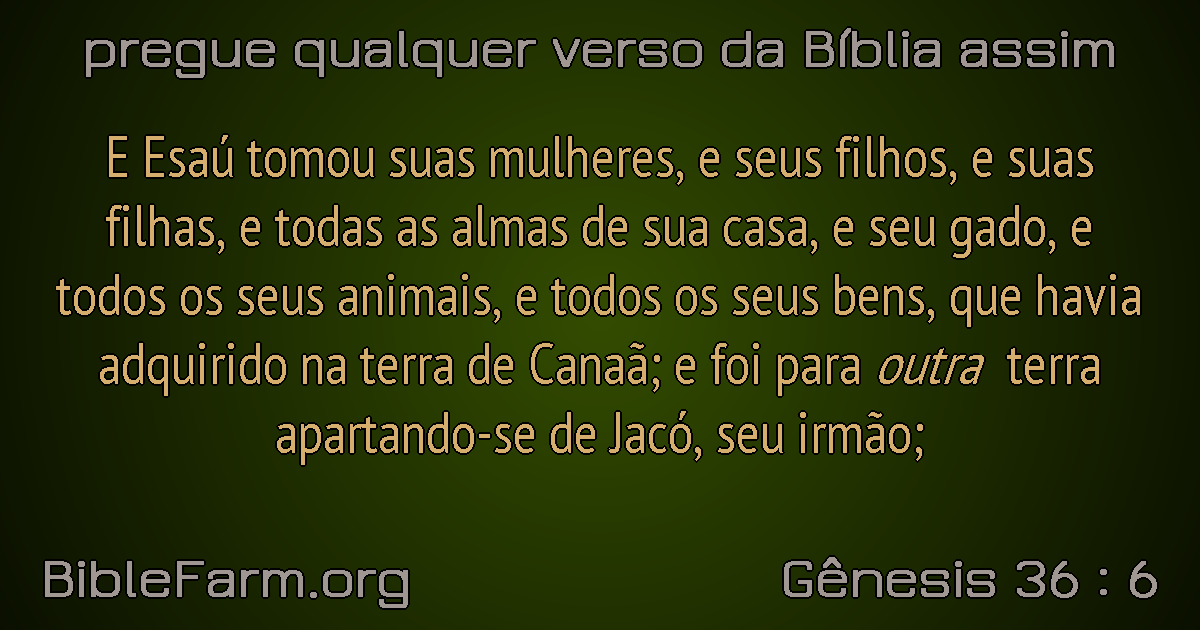 pregue qualquer verso da Bíblia assim
E Esaú tomou suas mulheres, e seus filhos, e suas
filhas, e todas as almas de sua casa, e seu gado, e
todos os seus animais, e todos os seus bens, que havia
adquirido na terra de Canaã; e foi para outra terra
apartando-se de Jacó, seu irmão;
BibleFarm.org
Gênesis 36 : 6